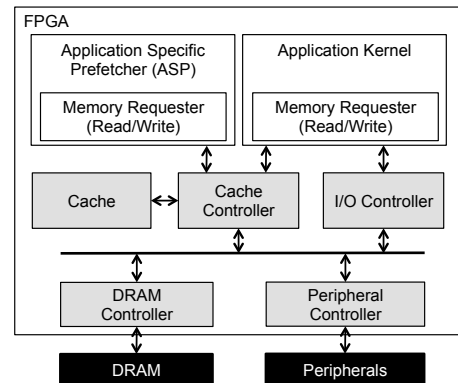 FPGA
Application Specific
Prefetcher (ASP)
Memory Requester
(Read/Write)
Application Kernel
Memory Requester
(Read/Write)
Cache
Cache
Controller
I/O Controller
DRAM
Controller
Peripheral
Controller
DRAM
Peripherals